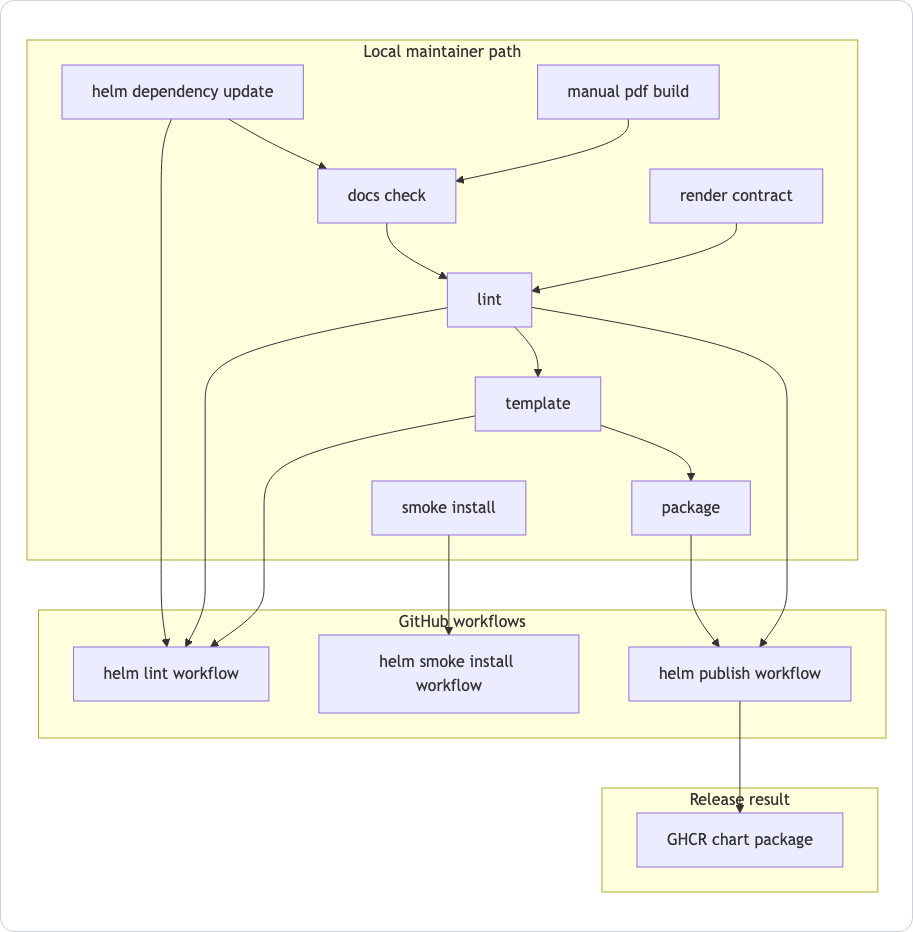 Local maintainer path
helm dependency update
manual pdf build
docs check
render contract
lint
template
smoke install
package
GitHub workflows
helm lint workflow
helm smoke install
workflow
helm publish workflow
Release result
GHCR chart package